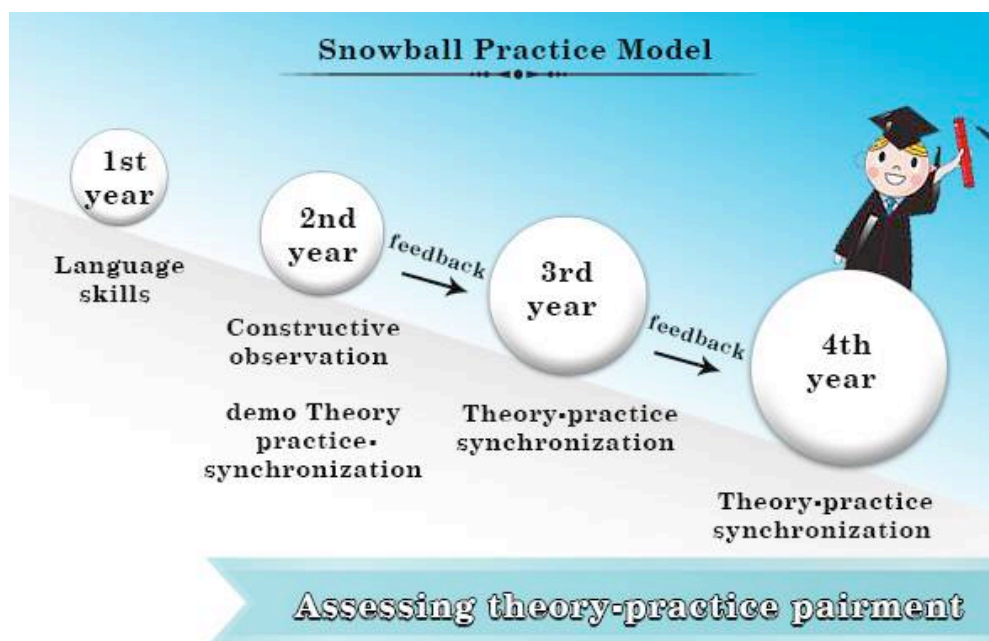 Snowball Practice Model
1st
year
Language
skills
2nd
year
Constructive
observation
demo Theory
practice-
synchronization
feedback
3rd
year
Theory-practice
synchronization
feedback
4th
year
Theory-practice
synchronization
Assessing theory-practice pairment